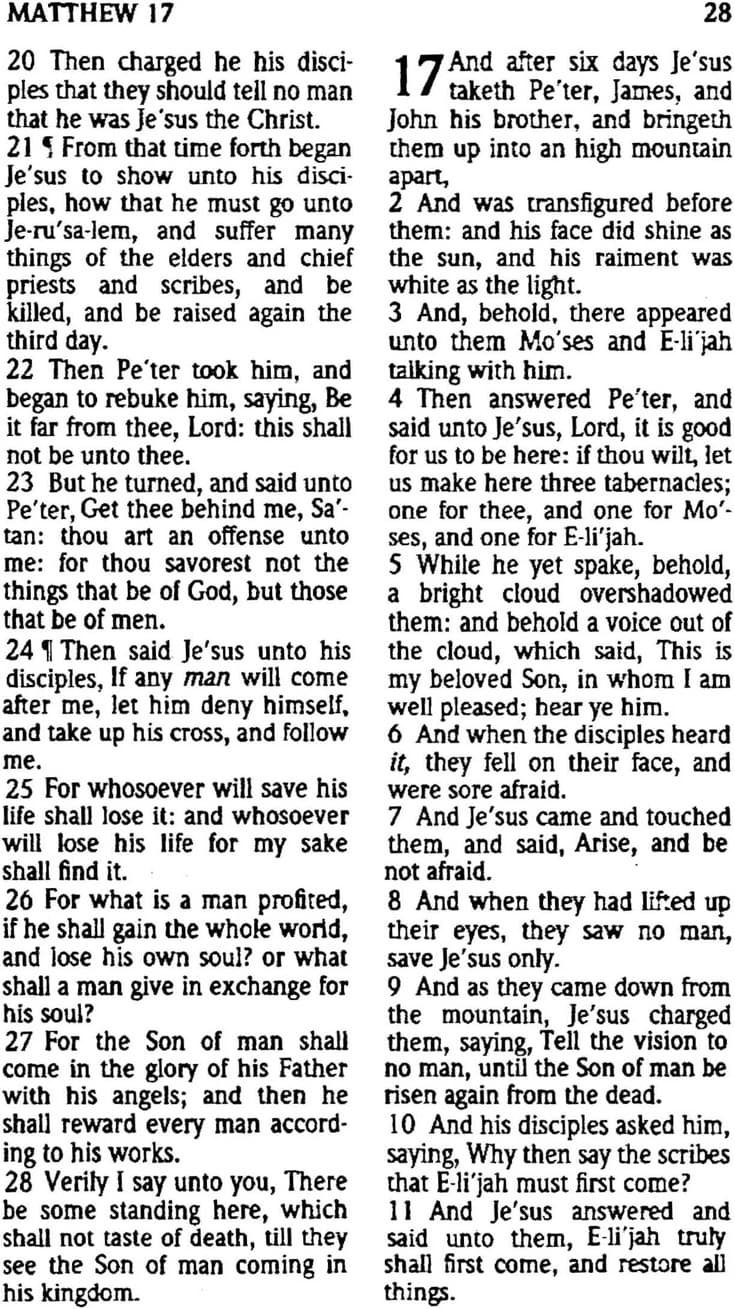 MATTHEW 17
28
20 Then charged he his disci-
ples that they should tell no man
that he was Je'sus the Christ.
21 ¶ From that time forth began
Je'sus to show unto his disci-
ples, how that he must go unto
Je-ru'sa-lem, and suffer many
things of the elders and chief
priests and scribes, and be
killed, and be raised again the
third day.
22 Then Pe'ter took him, and
began to rebuke him, saying, Be
it far from thee, Lord: this shall
not be unto thee.
23 But he turned, and said unto
Pe'ter, Get thee behind me, Sa'-
tan: thou art an offense unto
me: for thou savorest not the
things that be of God, but those
that be of men.
24 ¶ Then said Je'sus unto his
disciples, If any man will come
after me, let him deny himself,
and take up his cross, and follow
me.
25 For whosoever will save his
life shall lose it: and whosoever
will lose his life for my sake
shall find it.
26 For what is a man profited,
if he shall gain the whole world,
and lose his own soul? or what
shall a man give in exchange for
his soul?
27 For the Son of man shall
come in the glory of his Father
with his angels; and then he
shall reward every man accord-
ing to his works.
28 Verily I say unto you, There
be some standing here, which
shall not taste of death, till they
see the Son of man coming in
his kingdom.
17 And after six days Je'sus
taketh Pe'ter, James, and
John his brother, and bringeth
them up into an high mountain
apart,
2 And was transfigured before
them: and his face did shine as
the sun, and his raiment was
white as the light.
3 And, behold, there appeared
unto them Mo'ses and E-li'jah
talking with him.
4 Then answered Pe'ter, and
said unto Je'sus, Lord, it is good
for us to be here: if thou wilt, let
us make here three tabernacles;
one for thee, and one for Mo'-
ses, and one for E-li'jah.
5 While he yet spake, behold,
a bright cloud overshadowed
them: and behold a voice out of
the cloud, which said, This is
my beloved Son, in whom I am
well pleased; hear ye him.
6 And when the disciples heard
it, they fell on their face, and
were sore afraid.
7 And Je'sus came and touched
them, and said, Arise, and be
not afraid.
8 And when they had lifted up
their eyes, they saw no man,
save Je'sus only.
9 And as they came down from
the mountain, Je'sus charged
them, saying, Tell the vision to
no man, until the Son of man be
risen again from the dead.
10 And his disciples asked him,
saying, Why then say the scribes
that E-li'jah must first come?
11 And Je'sus answered and
said unto them, E-li'jah truly
shall first come, and restore all
things.